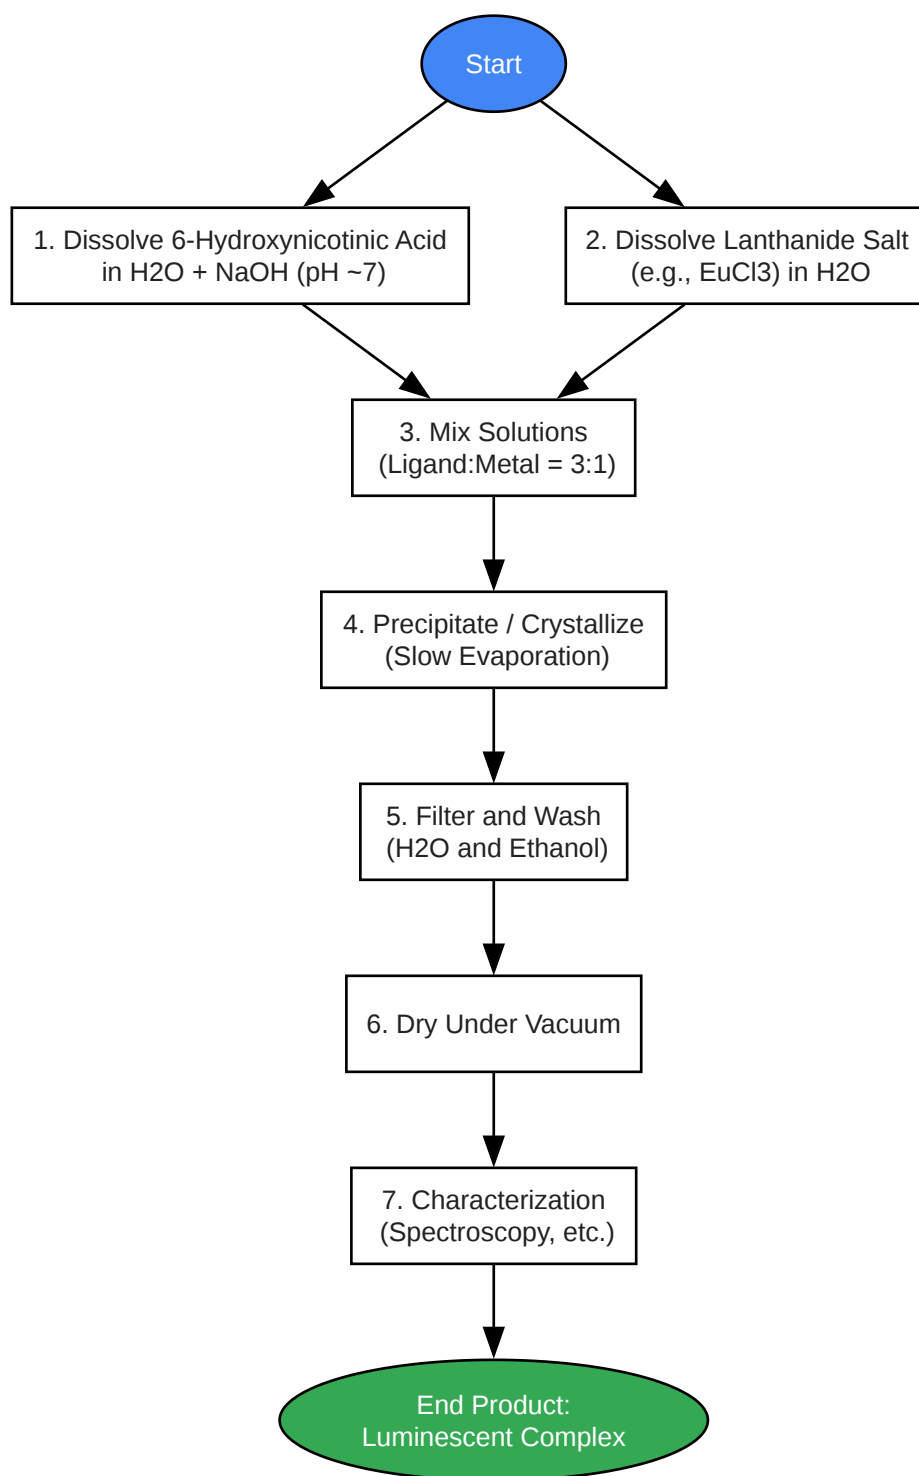 Start
1. Dissolve 6-Hydroxynicotinic Acid
in H2O + NaOH (pH ~7)
2. Dissolve Lanthanide Salt
(e.g., EuCl3) in H2O
3. Mix Solutions
(Ligand:Metal = 3:1)
4. Precipitate / Crystallize
(Slow Evaporation)
5. Filter and Wash
(H2O and Ethanol)
6. Dry Under Vacuum
7. Characterization
(Spectroscopy, etc.)
End Product:
Luminescent Complex